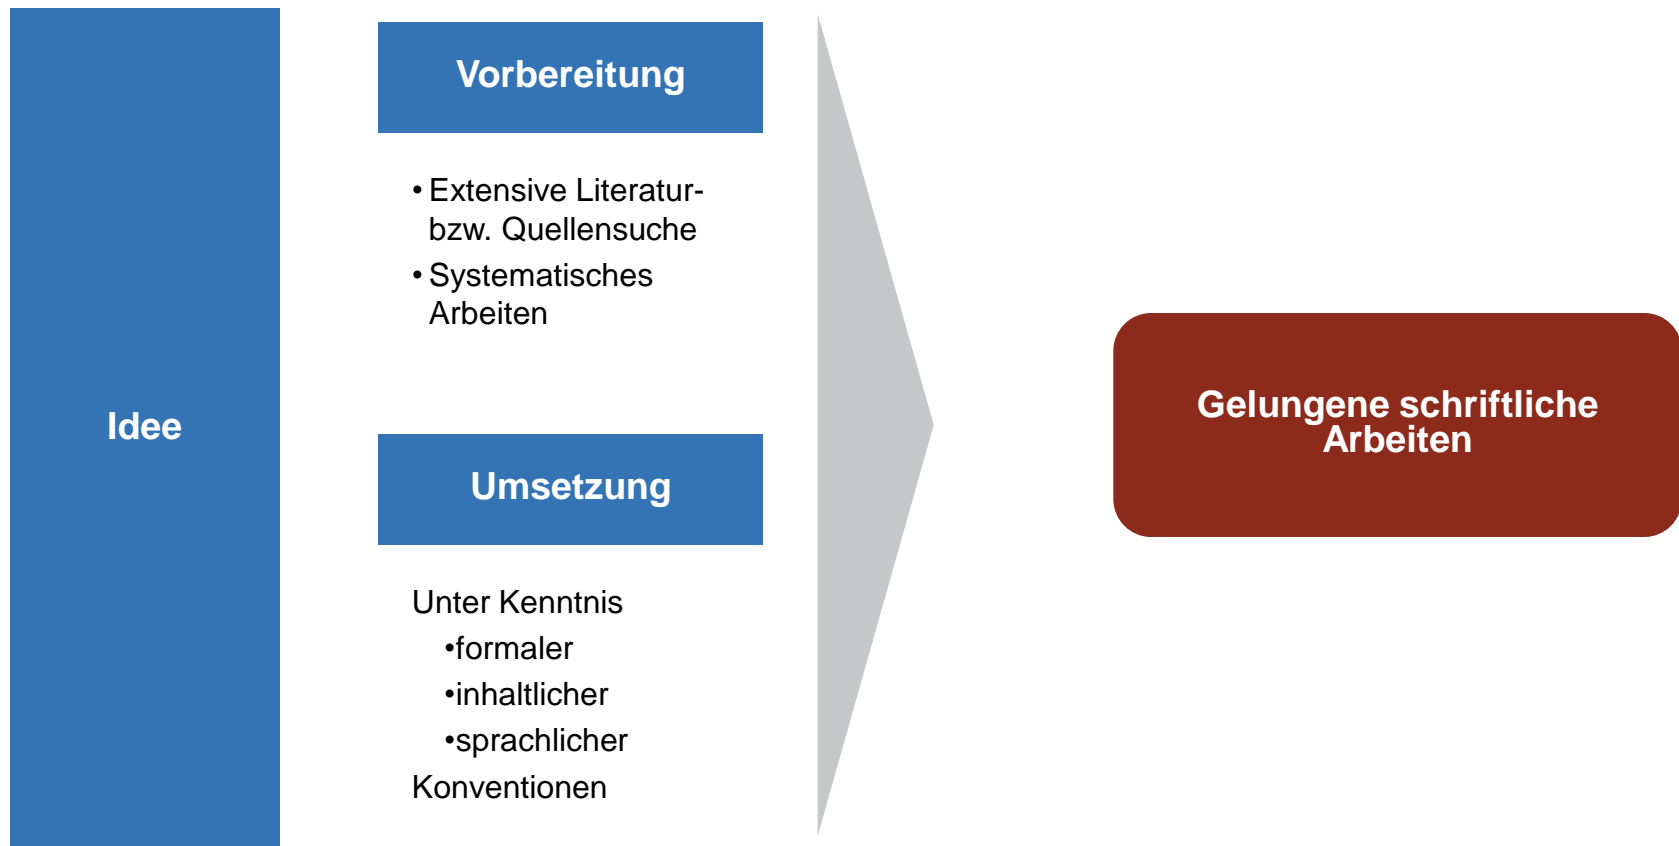 Idee
Vorbereitung
• Extensive Literatur-
bzw. Quellensuche
• Systematisches
Arbeiten
Umsetzung
Unter Kenntnis
•formaler
•inhaltlicher
•sprachlicher
Konventionen
Gelungene schriftliche
Arbeiten